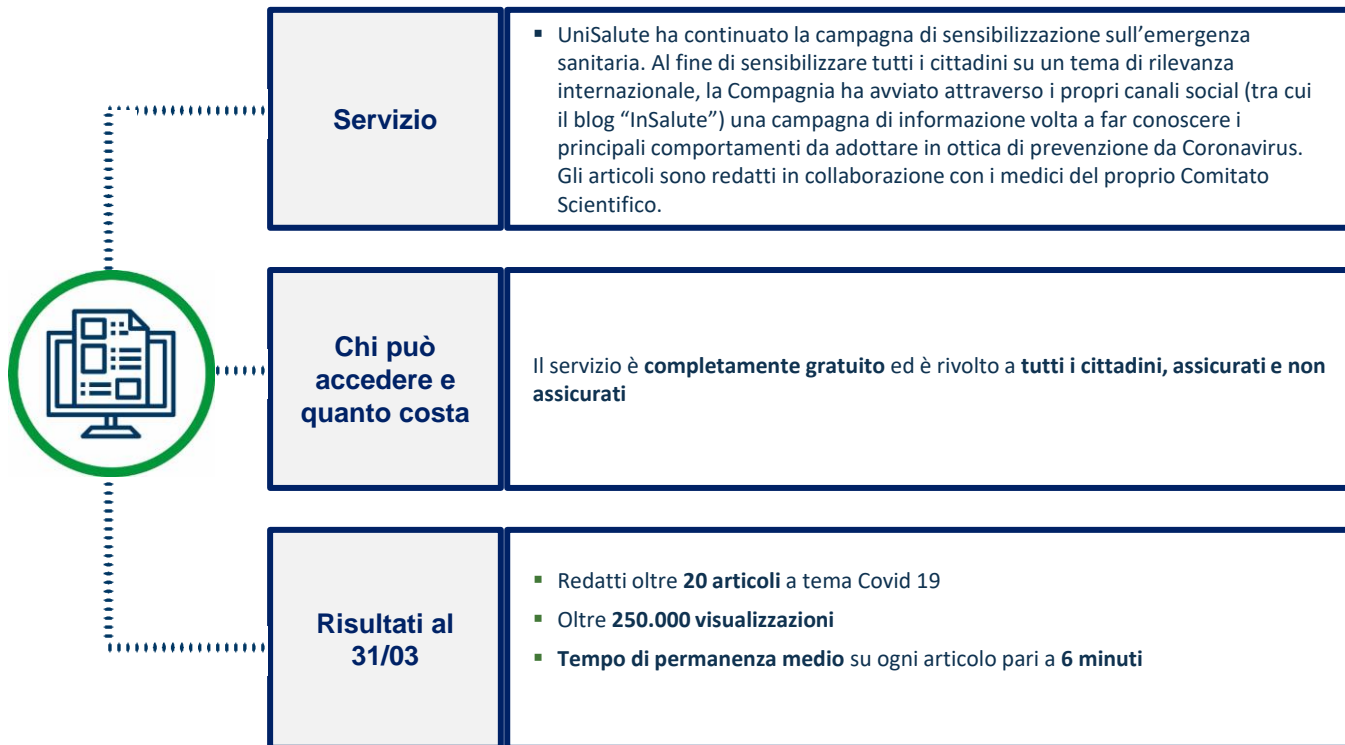 Servizio
▪ UniSalute ha continuato la campagna di sensibilizzazione sull’emergenza
sanitaria. Al fine di sensibilizzare tutti i cittadini su un tema di rilevanza
internazionale, la Compagnia ha avviato attraverso i propri canali social (tra cui
il blog “InSalute”) una campagna di informazione volta a far conoscere i
principali comportamenti da adottare in ottica di prevenzione da Coronavirus.
Gli articoli sono redatti in collaborazione con i medici del proprio Comitato
Scientifico.
Chi può
accedere e
quanto costa
Il servizio è completamente gratuito ed è rivolto a tutti i cittadini, assicurati e non
assicurati
Risultati al
31/03
▪ Redatti oltre 20 articoli a tema Covid 19
▪ Oltre 250.000 visualizzazioni
▪ Tempo di permanenza medio su ogni articolo pari a 6 minuti